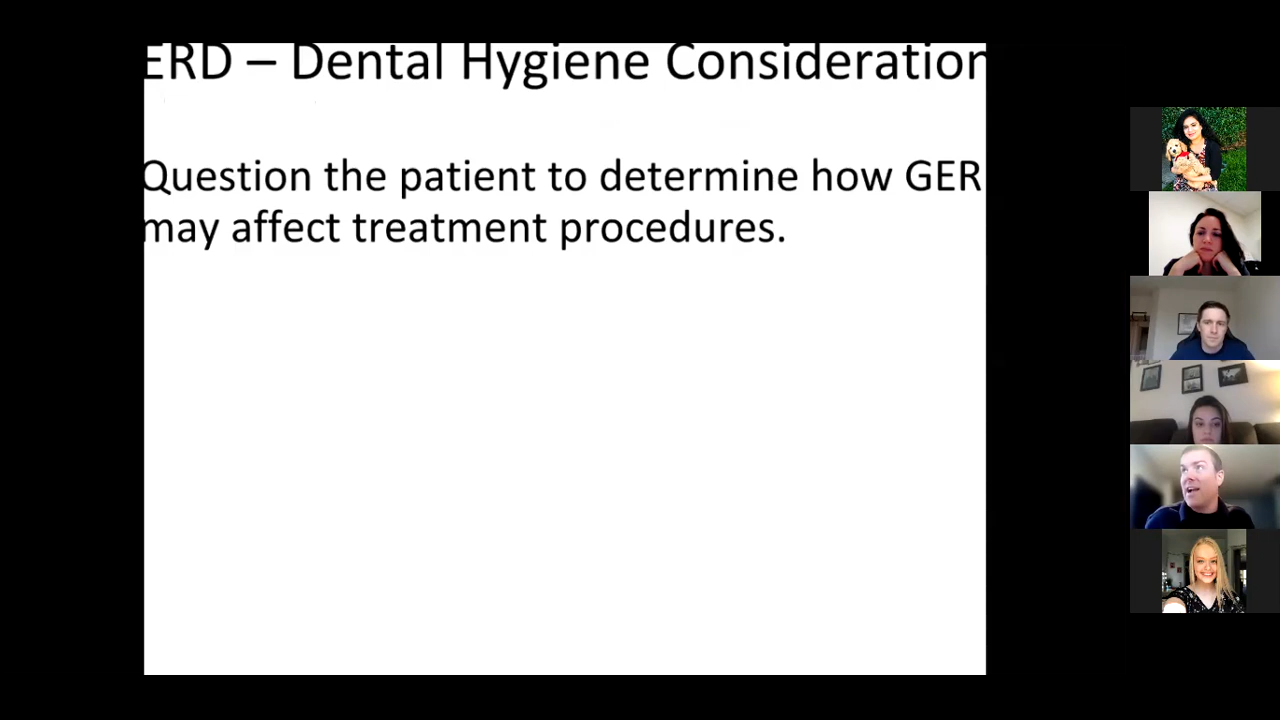 ERD – Dental Hygiene Consideration
Question the patient to determine how GER
may affect treatment procedures.